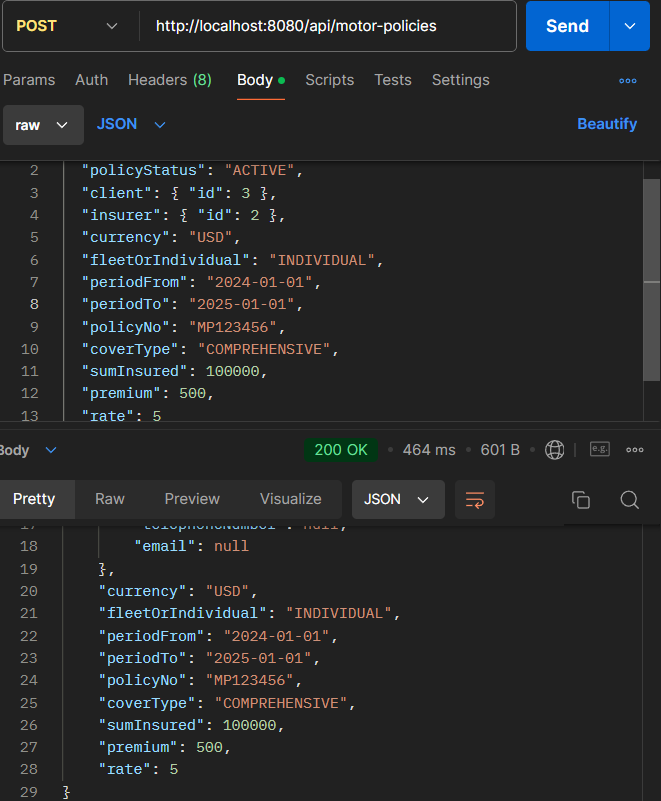 POST http://localhost:8080/api/motor-policies Send
Params Auth Headers (8) Body Scripts Tests Settings
raw JSON Beautify
2 "policyStatus": "ACTIVE",
3 "client": { "id": 3 },
4 "insurer": { "id": 2 },
5 "currency": "USD",
6 "fleetOrIndividual": "INDIVIDUAL",
7 "periodFrom": "2024-01-01",
8 "periodTo": "2025-01-01",
9 "policyNo": "MP123456",
10 "coverType": "COMPREHENSIVE",
11 "sumInsured": 100000,
12 "premium": 500,
13 "rate": 5
Body 200 OK 464 ms 601 B e.g.
Pretty Raw Preview Visualize JSON
17 "telephoneNumber": null,
18 "email": null
19 },
20 "currency": "USD",
21 "fleetOrIndividual": "INDIVIDUAL",
22 "periodFrom": "2024-01-01",
23 "periodTo": "2025-01-01",
24 "policyNo": "MP123456",
25 "coverType": "COMPREHENSIVE",
26 "sumInsured": 100000,
27 "premium": 500,
28 "rate": 5
29 }